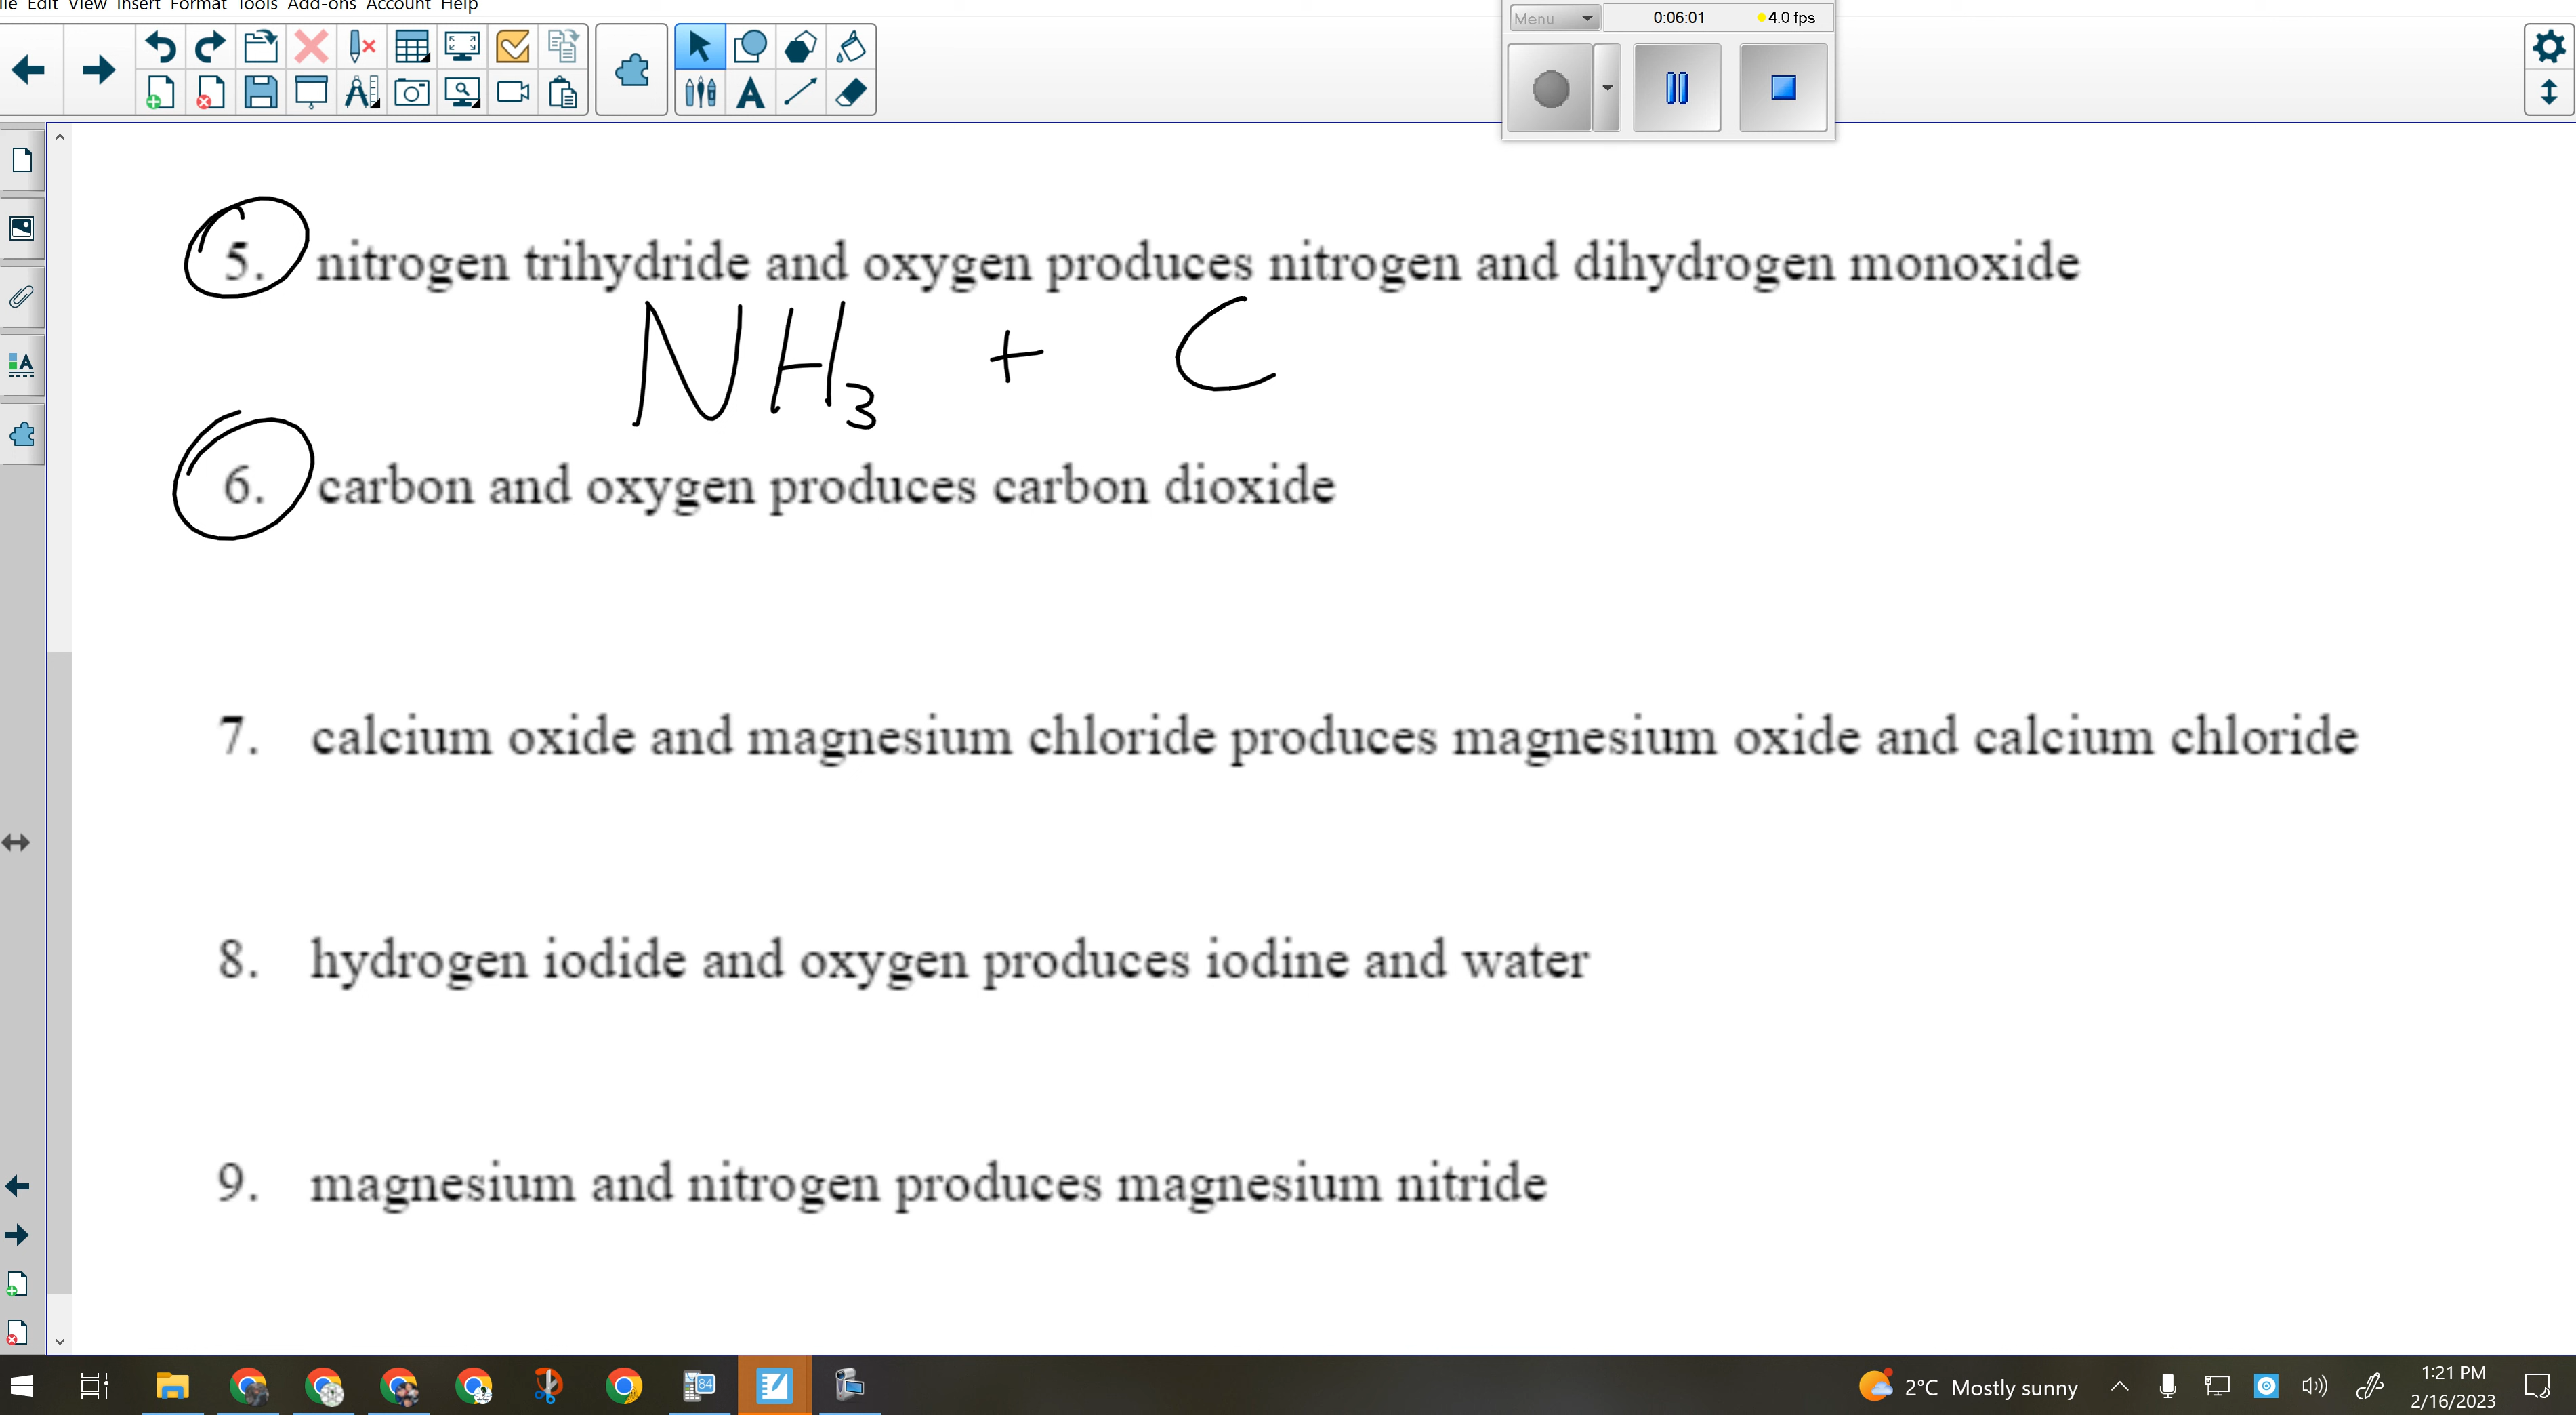 ile Edit View Insert Format Tools Add-ons Account Help
Menu 0:06:01 4.0 fps
5. nitrogen trihydride and oxygen produces nitrogen and dihydrogen monoxide
NH₃ + C
6. carbon and oxygen produces carbon dioxide
7. calcium oxide and magnesium chloride produces magnesium oxide and calcium chloride
8. hydrogen iodide and oxygen produces iodine and water
9. magnesium and nitrogen produces magnesium nitride
84
2°C Mostly sunny
1:21 PM
2/16/2023